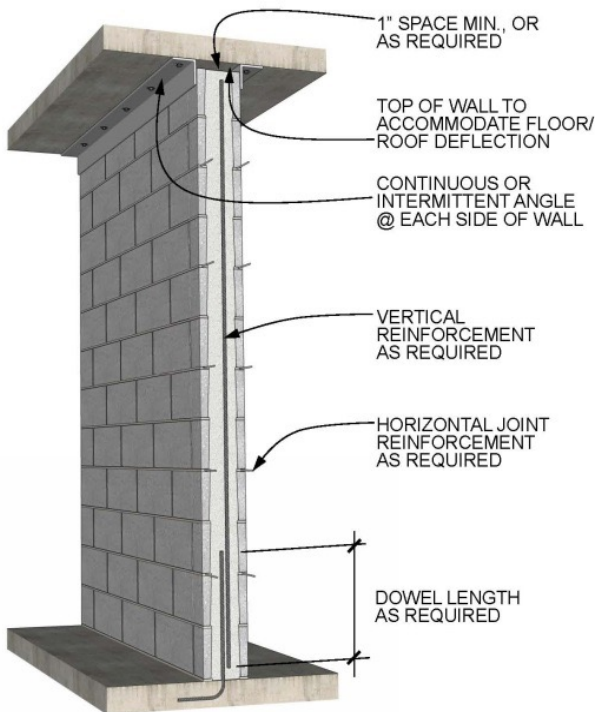 1" SPACE MIN., OR
AS REQUIRED
TOP OF WALL TO
ACCOMMODATE FLOOR/
ROOF DEFLECTION
CONTINUOUS OR
INTERMITTENT ANGLE
@ EACH SIDE OF WALL
VERTICAL
REINFORCEMENT
AS REQUIRED
HORIZONTAL JOINT
REINFORCEMENT
AS REQUIRED
DOWEL LENGTH
AS REQUIRED